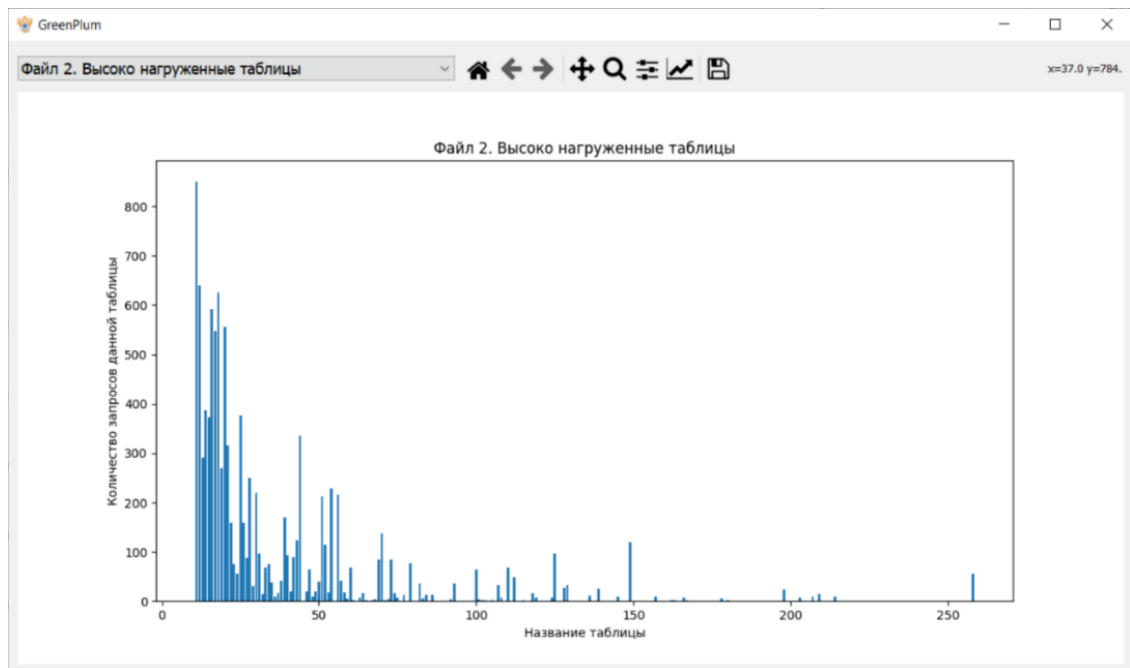 GreenPlum
Файл 2. Высоко нагруженные таблицы
x=37.0 y=784.
Файл 2. Высоко нагруженные таблицы
Количество запросов данной таблицы
800
700
600
500
400
300
200
100
0
0 50 100 150 200 250
Название таблицы